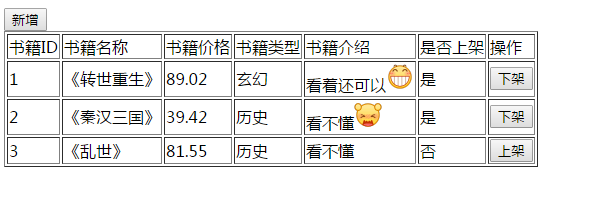 新增
书籍ID 书籍名称 书籍价格 书籍类型 书籍介绍 是否上架 操作
1 《转世重生》 89.02 玄幻 看着还可以 是 下架
2 《秦汉三国》 39.42 历史 看不懂 是 下架
3 《乱世》 81.55 历史 看不懂 否 上架